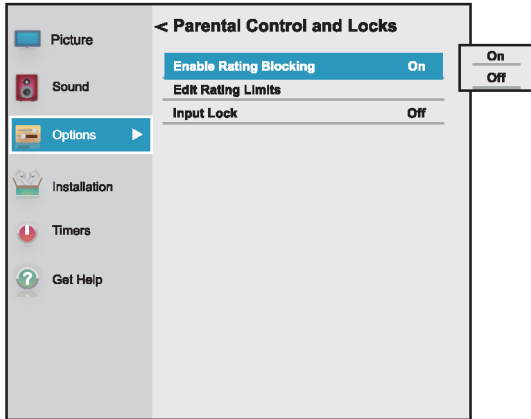 Picture
Sound
Options
Installation
Timers
Get Help
< Parental Control and Locks
Enable Rating Blocking On
Edit Rating Limits
Input Lock Off
On
Off